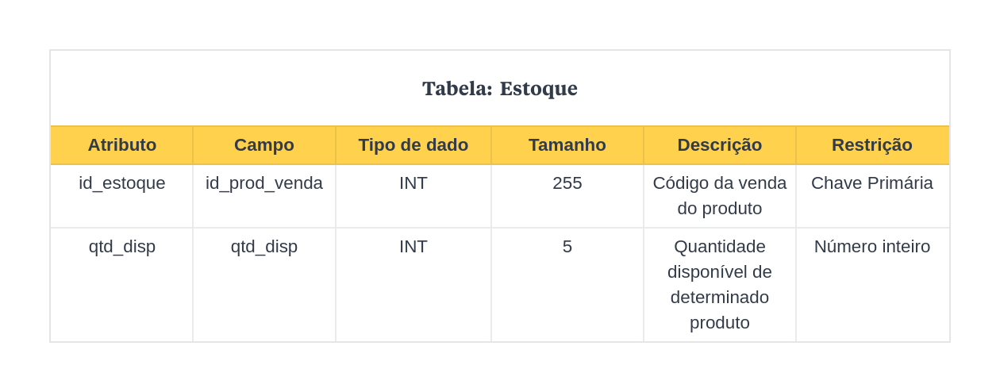 Tabela: Estoque
Atributo Campo Tipo de dado Tamanho Descrição Restrição
id_estoque id_prod_venda INT 255 Código da venda Chave Primária
do produto
qtd_disp qtd_disp INT 5 Quantidade Número inteiro
disponível de
determinado
produto